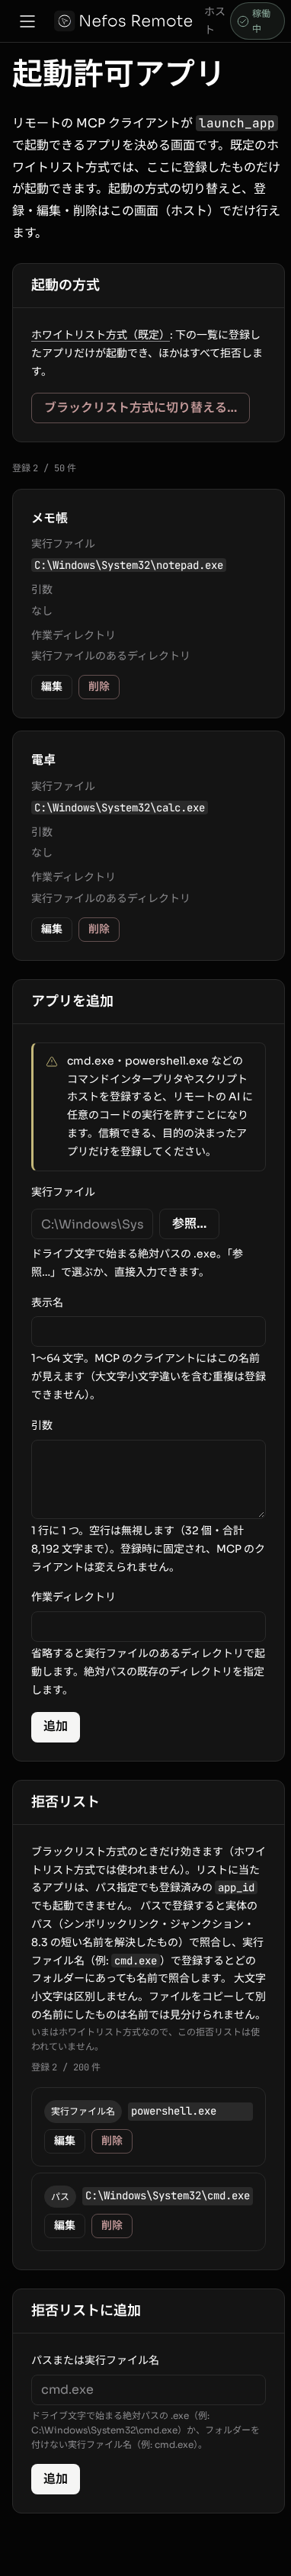 Nefos Remote
ホス
ト
稼働
中
起動許可アプリ
リモートの MCP クライアントが launch_app
で起動できるアプリを決める画面です。既定のホ
ワイトリスト方式では、ここに登録したものだけ
が起動できます。起動の方式の切り替えと、登
録・編集・削除はこの画面（ホスト）でだけ行え
ます。
起動の方式
ホワイトリスト方式（既定）: 下の一覧に登録し
たアプリだけが起動でき、ほかはすべて拒否しま
す。
ブラックリスト方式に切り替える…
登録 2 / 50 件
メモ帳
実行ファイル
C:\Windows\System32\notepad.exe
引数
なし
作業ディレクトリ
実行ファイルのあるディレクトリ
編集 削除
電卓
実行ファイル
C:\Windows\System32\calc.exe
引数
なし
作業ディレクトリ
実行ファイルのあるディレクトリ
編集 削除
アプリを追加
cmd.exe・powershell.exe などの
コマンドインタープリタやスクリプト
ホストを登録すると、リモートの AI に
任意のコードの実行を許すことになり
ます。信頼できる、目的の決まったア
プリだけを登録してください。
実行ファイル
C:\Windows\Sys 参照…
ドライブ文字で始まる絶対パスの .exe。「参
照…」で選ぶか、直接入力できます。
表示名
1〜64 文字。MCP のクライアントにはこの名前
が見えます（大文字小文字違いを含む重複は登録
できません）。
引数
1 行に 1 つ。空行は無視します（32 個・合計
8,192 文字まで）。登録時に固定され、MCP のク
ライアントは変えられません。
作業ディレクトリ
省略すると実行ファイルのあるディレクトリで起
動します。絶対パスの既存のディレクトリを指定
します。
追加
拒否リスト
ブラックリスト方式のときだけ効きます（ホワイ
トリスト方式では使われません）。リストに当た
るアプリは、パス指定でも登録済みの app_id
でも起動できません。 パスで登録すると実体の
パス（シンボリックリンク・ジャンクション・
8.3 の短い名前を解決したもの）で照合し、実行
ファイル名（例: cmd.exe）で登録するとどの
フォルダーにあっても名前で照合します。 大文字
小文字は区別しません。ファイルをコピーして別
の名前にしたものは名前では見分けられません。
いまはホワイトリスト方式なので、この拒否リストは使
われていません。
登録 2 / 200 件
実行ファイル名 powershell.exe
編集 削除
パス C:\Windows\System32\cmd.exe
編集 削除
拒否リストに追加
パスまたは実行ファイル名
cmd.exe
ドライブ文字で始まる絶対パスの .exe（例:
C:\Windows\System32\cmd.exe）か、フォルダーを
付けない実行ファイル名（例: cmd.exe）。
追加